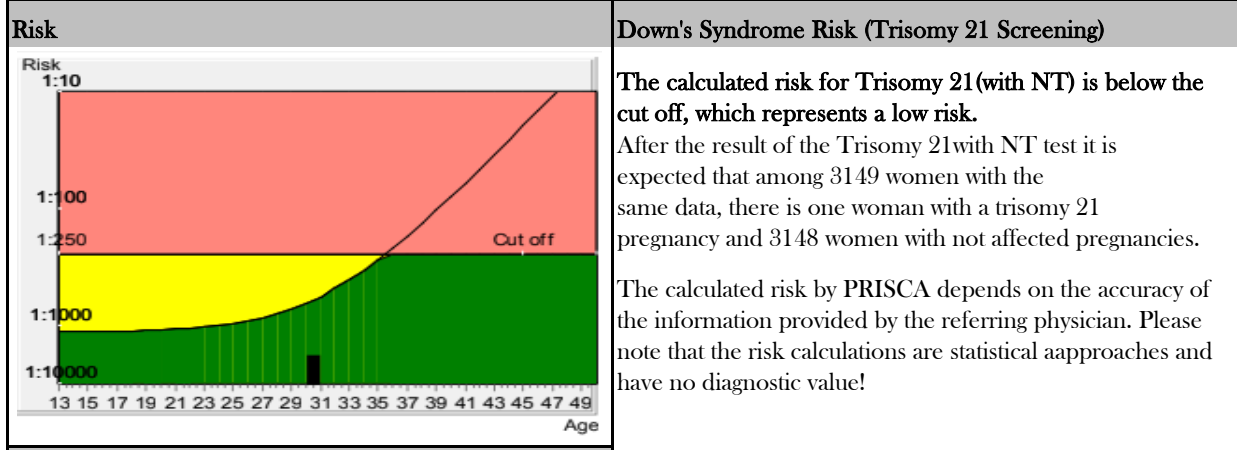 Risk
Down's Syndrome Risk (Trisomy 21 Screening)
Risk
1:10
1:100
1:250
Cut off
1:1000
1:10000
13 15 17 19 21 23 25 27 29 31 33 35 37 39 41 43 45 47 49
Age
The calculated risk for Trisomy 21(with NT) is below the
cut off, which represents a low risk.
After the result of the Trisomy 21with NT test it is
expected that among 3149 women with the
same data, there is one woman with a trisomy 21
pregnancy and 3148 women with not affected pregnancies.
The calculated risk by PRISCA depends on the accuracy of
the information provided by the referring physician. Please
note that the risk calculations are statistical aapproaches and
have no diagnostic value!